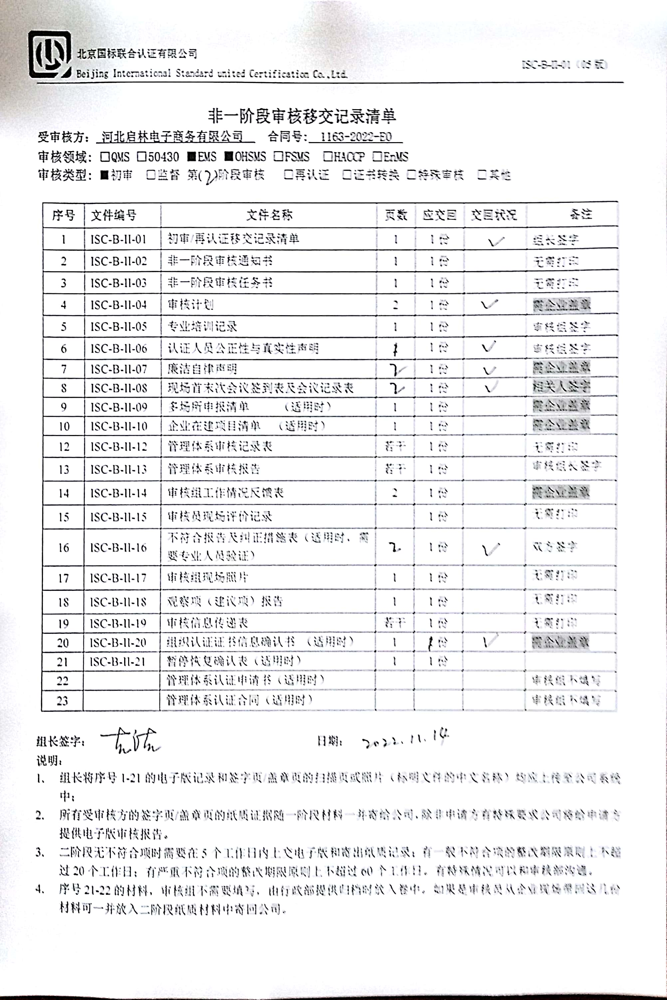 北京国标联合认证有限公司
Beijing International Standard united Certification Co.,Ltd.
ISC-B-II-01（05版）
非一阶段审核移交记录清单
受审核方： 河北启林电子商务有限公司 合同号： 1163-2022-EO
审核领域：□QMS □50430 ■EMS ■OHSMS □FSMS □HACCP □EnMS
审核类型：■初审 □监督 第(2)阶段审核 □再认证 □证书转换 □特殊审核 □其他
序号 文件编号 文件名称 页数 应交回 交回状况 备注
1 ISC-B-II-01 初审/再认证移交记录清单 1 1份 ✓ 组长签字
2 ISC-B-II-02 非一阶段审核通知书 1 1份 无需打印
3 ISC-B-II-03 非一阶段审核任务书 1 1份 无需打印
4 ISC-B-II-04 审核计划 2 1份 ✓ 需企业盖章
5 ISC-B-II-05 专业培训记录 1 1份 审核组签字
6 ISC-B-II-06 认证人员公正性与真实性声明 1 1份 ✓ 审核组签字
7 ISC-B-II-07 廉洁自律声明 2 1份 ✓ 需企业盖章
8 ISC-B-II-08 现场首末次会议签到表及会议记录表 2 1份 ✓ 相关人签字
9 ISC-B-II-09 多场所申报清单 （适用时） 1 1份 需企业盖章
10 ISC-B-II-10 企业在建项目清单 （适用时） 1 1份 需企业盖章
12 ISC-B-II-12 管理体系审核记录表 若干 1份 无需打印
13 ISC-B-II-13 管理体系审核报告 若干 1份 审核组长签字
14 ISC-B-II-14 审核组工作情况反馈表 2 1份 需企业盖章
15 ISC-B-II-15 审核员现场评价记录 1份 无需打印
16 ISC-B-II-16 不符合报告及纠正措施表（适用时，需
要专业人员验证） 2 1份 ✓ 双方签字
17 ISC-B-II-17 审核组现场照片 1 1份 无需打印
18 ISC-B-II-18 观察项（建议项）报告 1 1份 无需打印
19 ISC-B-II-19 审核信息传递表 若干 1份 无需打印
20 ISC-B-II-20 组织认证证书信息确认书 （适用时） 1 1份 ✓ 需企业盖章
21 ISC-B-II-21 暂停恢复确认表（适用时） 1 1份
22 管理体系认证申请书（适用时） 审核组不填写
23 管理体系认证合同（适用时） 审核组不填写
组长签字： 日期： 2022.11.14
说明：
1. 组长将序号1-21的电子版记录和签字页/盖章页的扫描页或照片（标明文件的中文名称）均应上传至公司系统
中；
2. 所有受审核方的签字页/盖章页的纸质证据随一阶段材料一并寄给公司，除非申请方有特殊要求公司将给申请方
提供电子版审核报告。
3. 二阶段无不符合项时需要在5个工作日内上交电子版和寄出纸质记录；有一般不符合项的整改期限原则上不超
过20个工作日；有严重不符合项的整改期限原则上不超过60个工作日。有特殊情况可以和审核部沟通。
4. 序号21-22的材料，审核组不需要填写，由行政部提供归档时放入卷中。如果是审核员从企业现场带回这几份
材料可一并放入二阶段纸质材料中寄回公司。